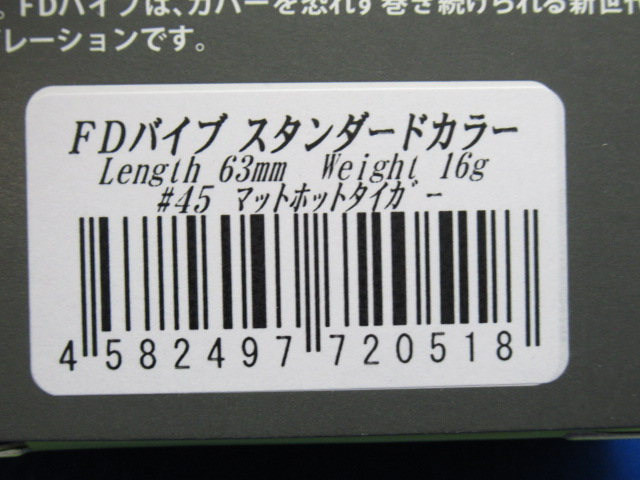 。FDバイブは、カバーを恐れず巻き続けられる新世代
ブレーションです。
FDバイブ スタンダードカラー
Length 63mm Weight 16g
#45 マットホットタイガー
4 582497 720518